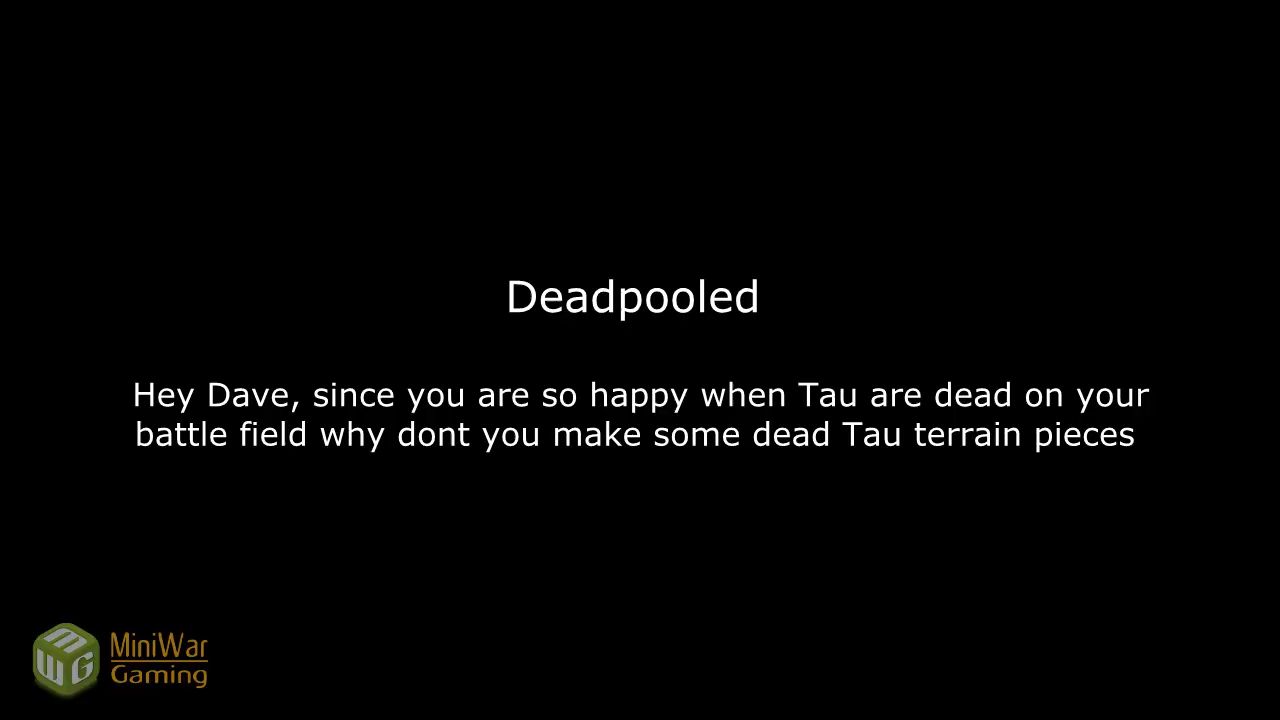 Deadpooled
Hey Dave, since you are so happy when Tau are dead on your
battle field why dont you make some dead Tau terrain pieces
MWG
MiniWar
Gaming